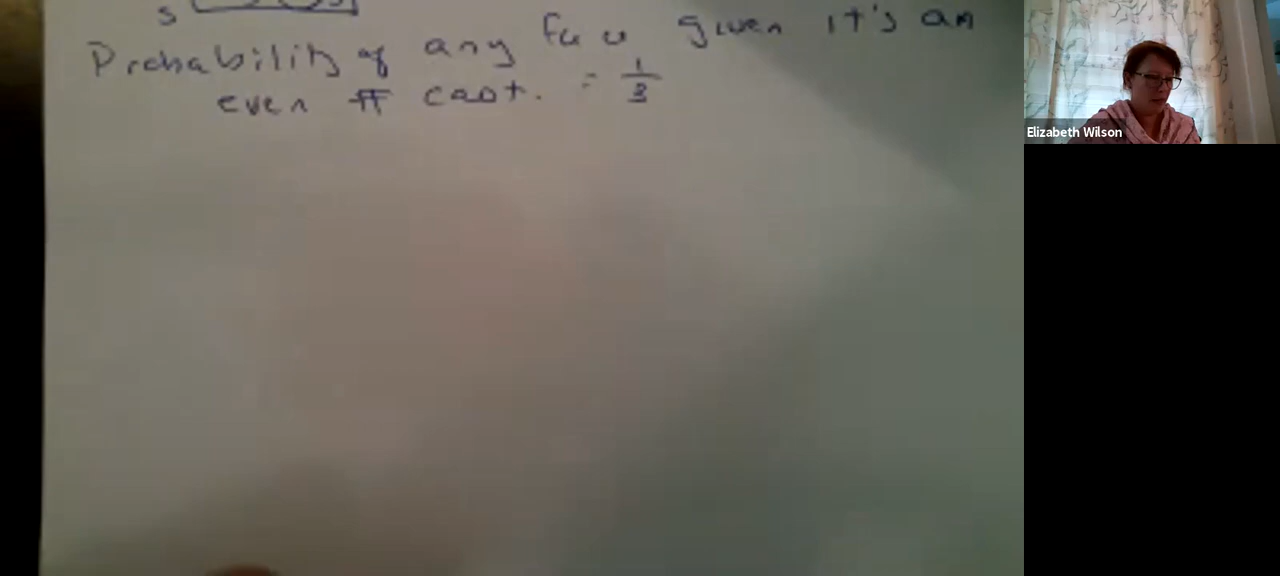 S
Probability of any face given it's an
even # cast. = 1/3
Elizabeth Wilson